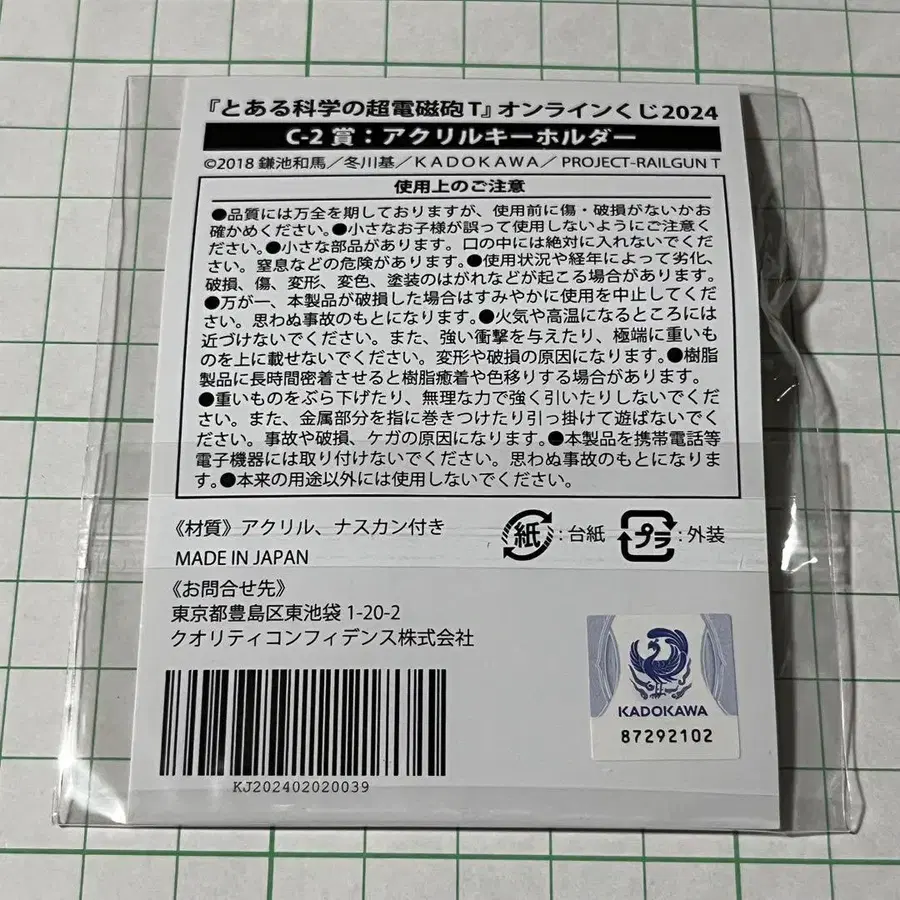 『とある科学の超電磁砲T』オンラインくじ2024
C-2 賞：アクリルキーホルダー
©2018 鎌池和馬／冬川基／KADOKAWA／PROJECT-RAILGUN T
使用上のご注意
●品質には万全を期しておりますが、使用前に傷・破損がないかお
確かめください。●小さなお子様が誤って使用しないようにご注意く
ださい。●小さな部品があります。口の中には絶対に入れないでくだ
さい。窒息などの危険があります。●使用状況や経年によって劣化、
破損、傷、変形、変色、塗装のはがれなどが起こる場合があります。
●万が一、本製品が破損した場合はすみやかに使用を中止してくだ
さい。思わぬ事故のもとになります。●火気や高温になるところには
近づけないでください。また、強い衝撃を与えたり、極端に重いも
のを上に載せないでください。変形や破損の原因になります。●樹脂
製品に長時間密着させると樹脂癒着や色移りする場合があります。
●重いものをぶら下げたり、無理な力で強く引いたりしないでくだ
さい。また、金属部分を指に巻きつけたり引っ掛けて遊ばないでく
ださい。事故や破損、ケガの原因になります。●本製品を携帯電話等
電子機器には取り付けないでください。思わぬ事故のもとになりま
す。●本来の用途以外には使用しないでください。
《材質》アクリル、ナスカン付き
紙：台紙 プラ：外装
MADE IN JAPAN
《お問合せ先》
東京都豊島区東池袋 1-20-2
クオリティコンフィデンス株式会社
KADOKAWA
87292102
KJ202402020039